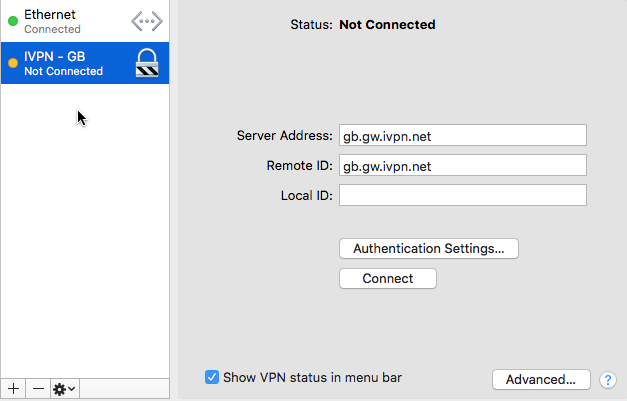 Ethernet
Connected
IVPN – GB
Not Connected
Status: Not Connected
Server Address: gb.gw.ivpn.net
Remote ID: gb.gw.ivpn.net
Local ID:
Authentication Settings...
Connect
Show VPN status in menu bar
Advanced...
?